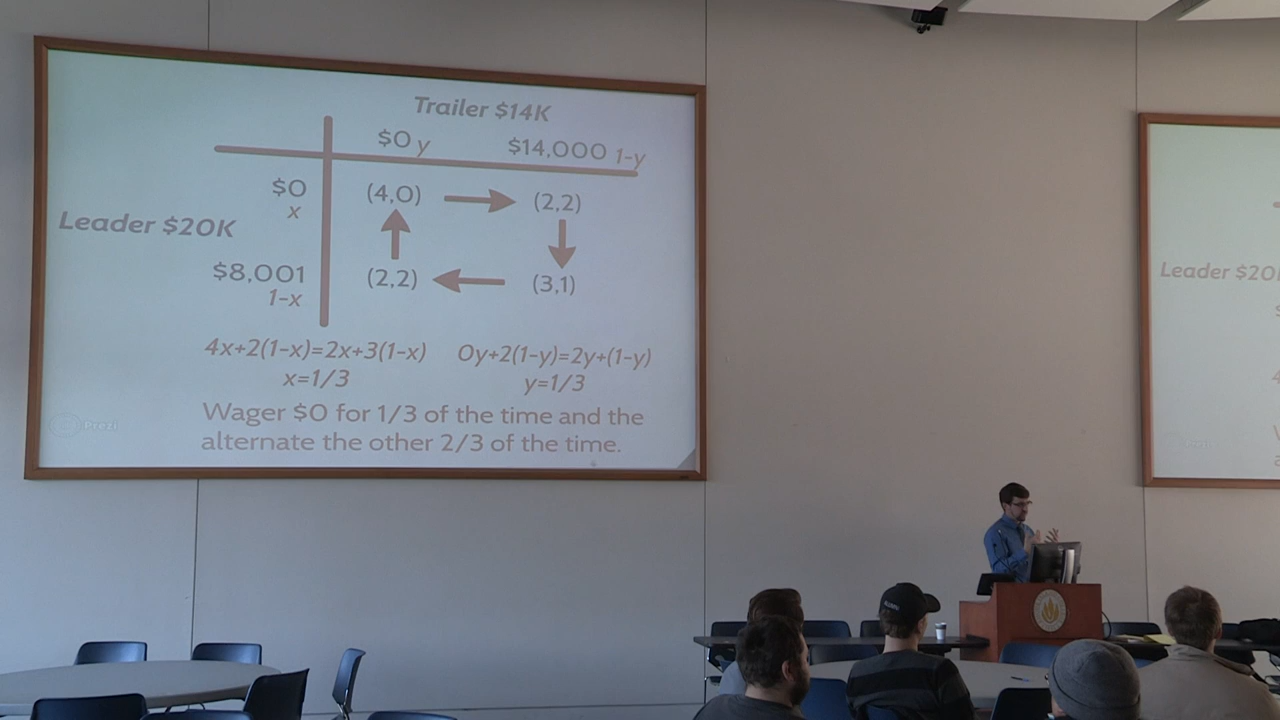 Trailer $14K
$0 y $14,000 1-y
$0 (4,0) (2,2)
x
Leader $20K
$8,001 (2,2) (3,1)
1-x
4x+2(1-x)=2x+3(1-x) 0y+2(1-y)=2y+(1-y)
x=1/3 y=1/3
Wager $0 for 1/3 of the time and the
alternate the other 2/3 of the time.
Prezi
Leader $20